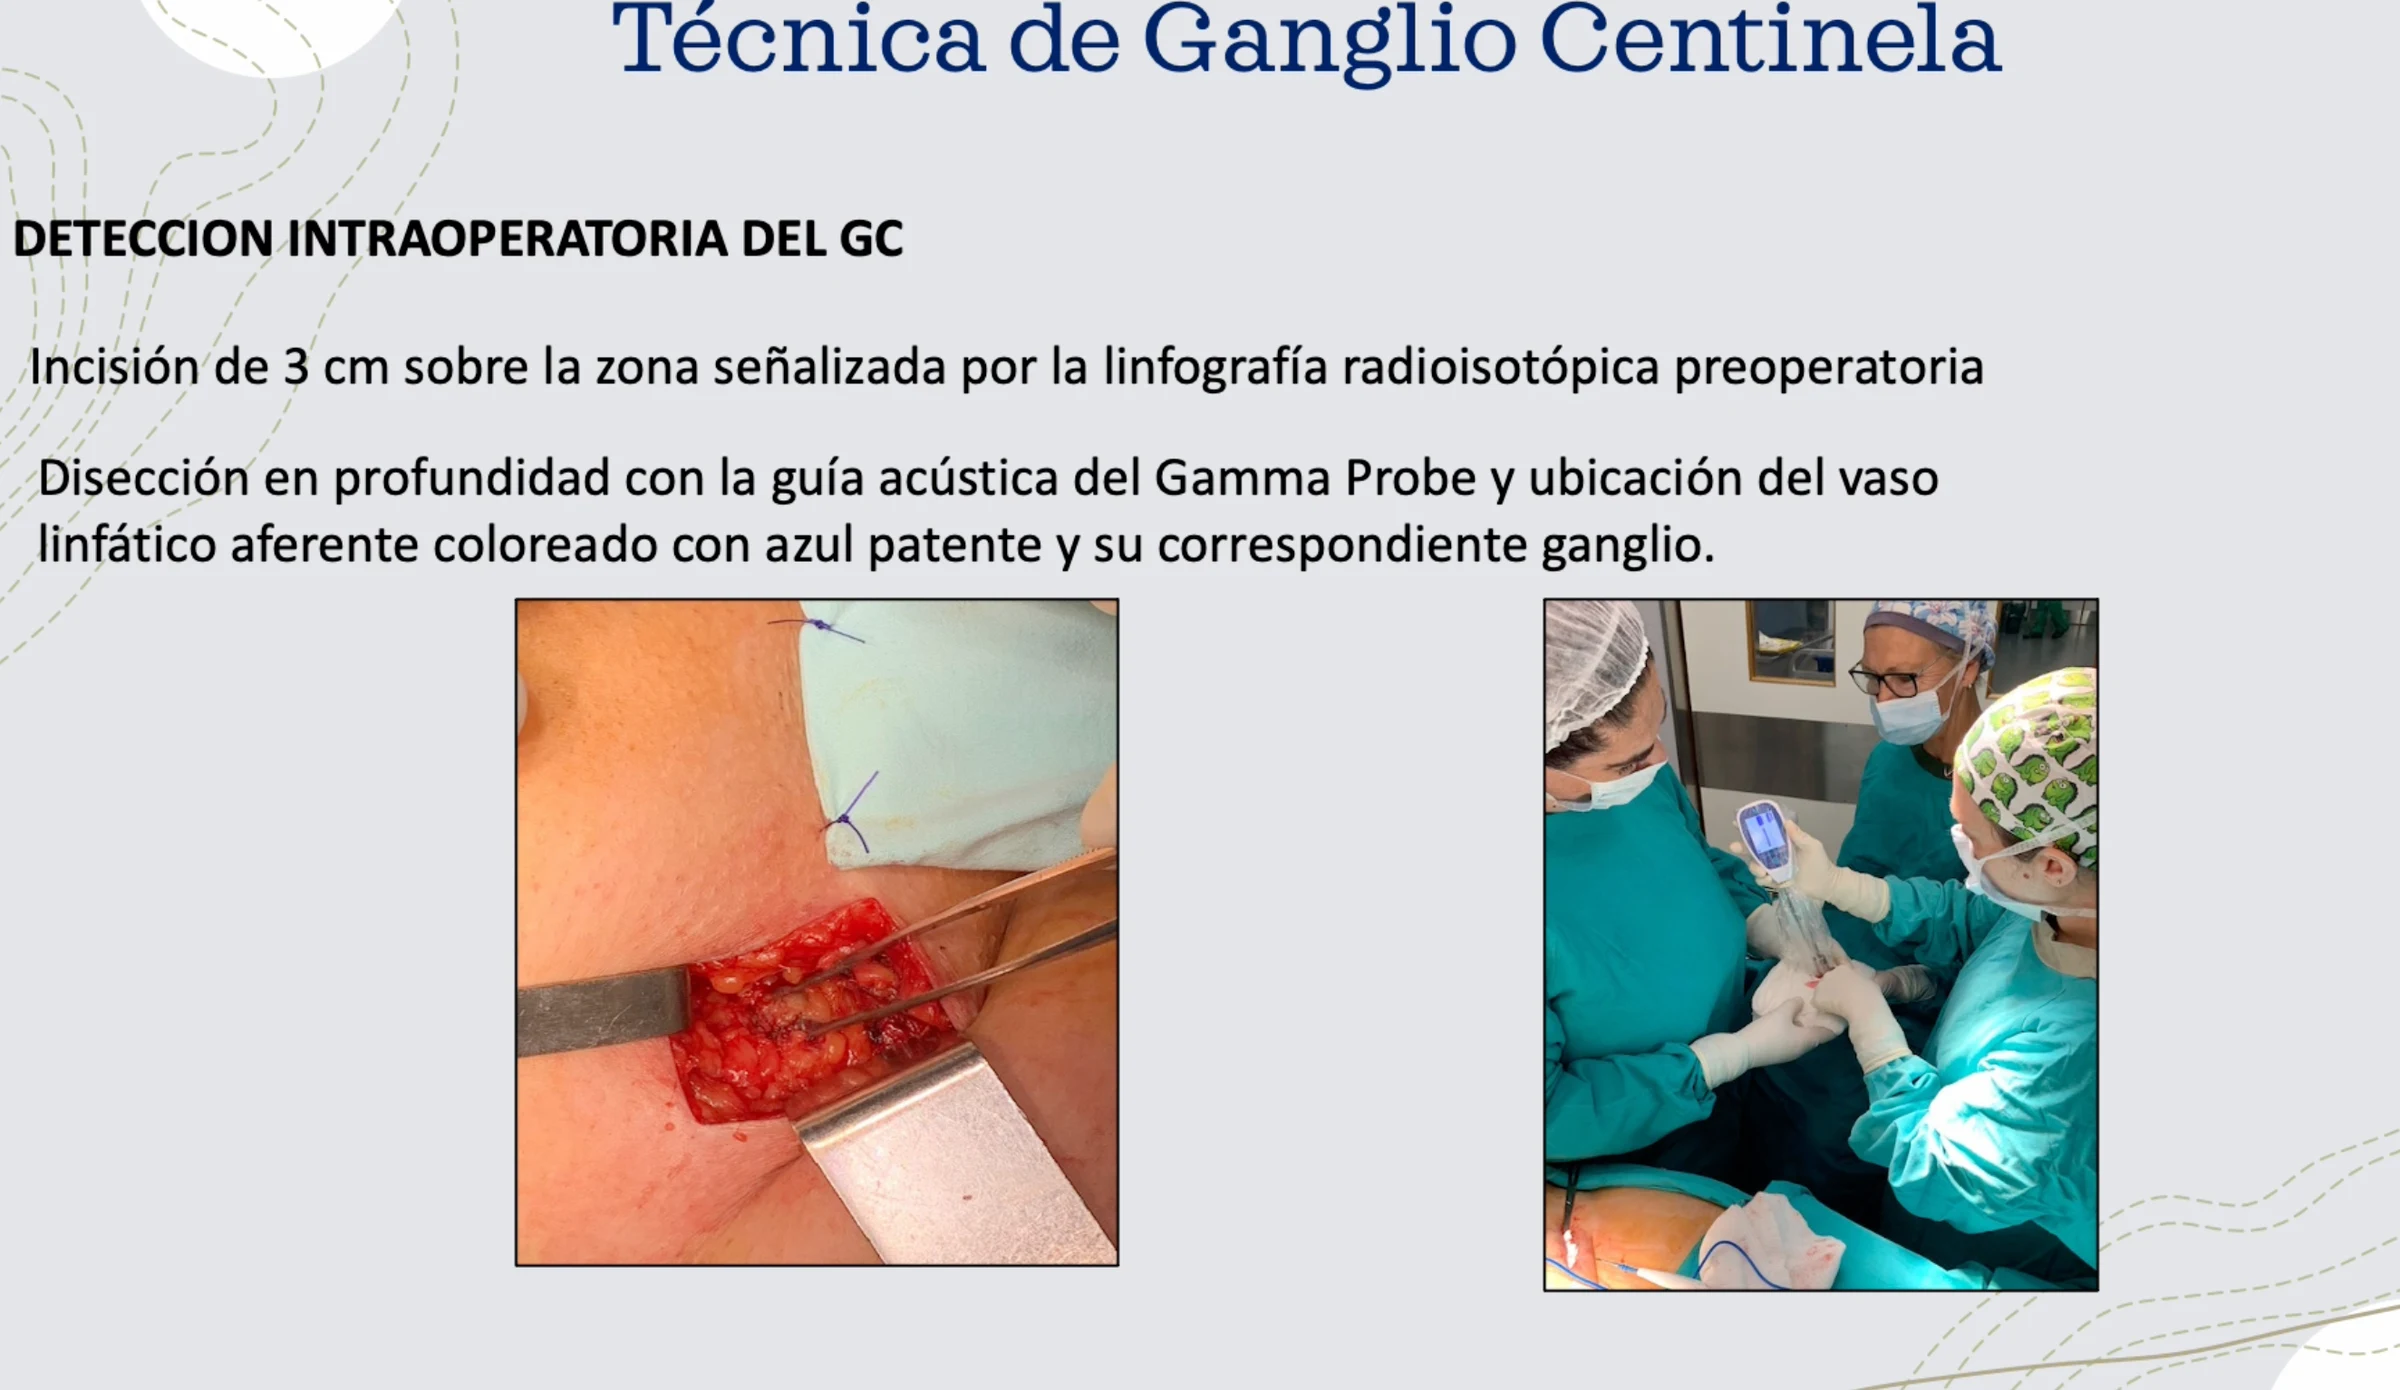 Técnica de Ganglio Centinela
DETECCION INTRAOPERATORIA DEL GC
Incisión de 3 cm sobre la zona señalizada por la linfografía radioisotópica preoperatoria
Disección en profundidad con la guía acústica del Gamma Probe y ubicación del vaso
linfático aferente coloreado con azul patente y su correspondiente ganglio.